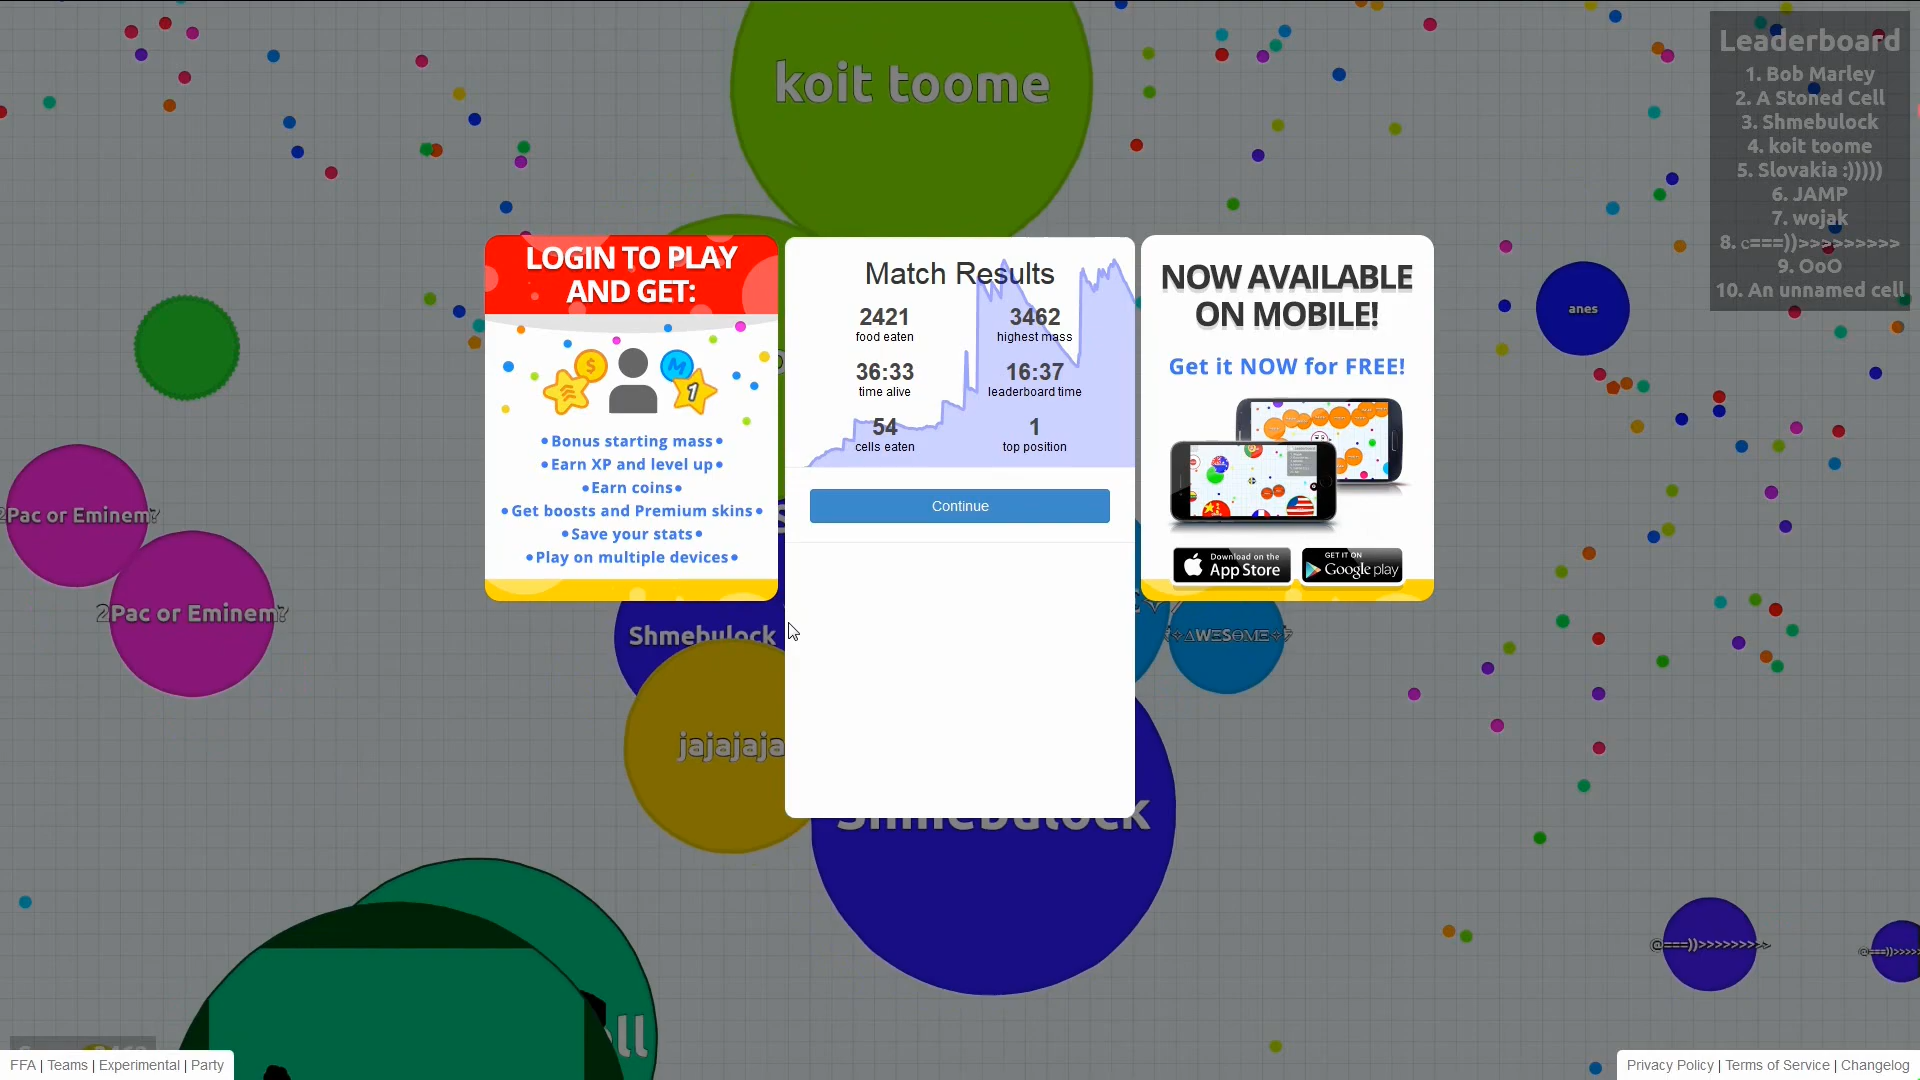 koit toome
Leaderboard
1. Bob Marley
2. A Stoned Cell
3. Shmebulock
4. koit toome
5. Slovakia :)))))
6. JAMP
7. wojak
8. c===))>>>>>>>>>
9. OoO
10. An unnamed cell
LOGIN TO PLAY
AND GET:
•Bonus starting mass•
•Earn XP and level up•
•Earn coins•
•Get boosts and Premium skins•
•Save your stats•
•Play on multiple devices•
Match Results
2421
food eaten
3462
highest mass
36:33
time alive
16:37
leaderboard time
54
cells eaten
1
top position
Continue
NOW AVAILABLE
ON MOBILE!
Get it NOW for FREE!
Download on the
App Store
GET IT ON
Google play
anes
2Pac or Eminem?
2Pac or Eminem?
Shmebulock
jajajaja
Shmebulock
@===))>>>>>>>>>
FFA | Teams | Experimental | Party
Privacy Policy | Terms of Service | Changelog